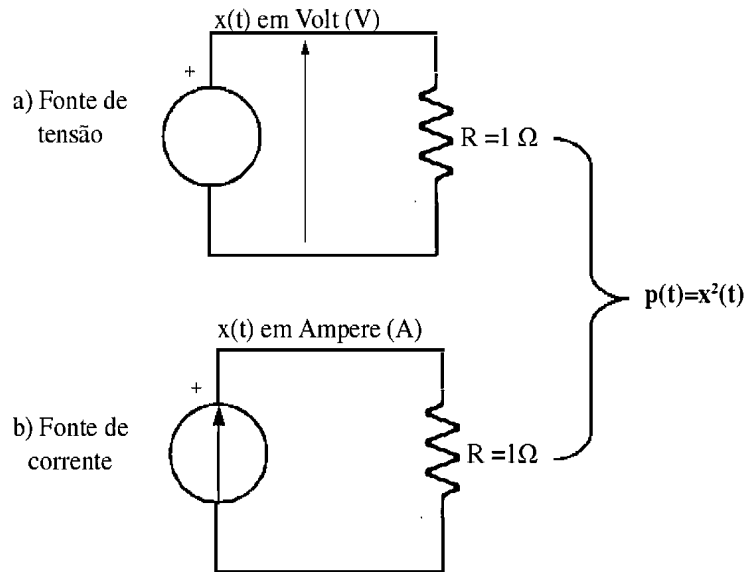 x(t) em Volt (V)
+
a) Fonte de
tensão
R =1 Ω
p(t)=x²(t)
x(t) em Ampere (A)
+
b) Fonte de
corrente
R =1Ω